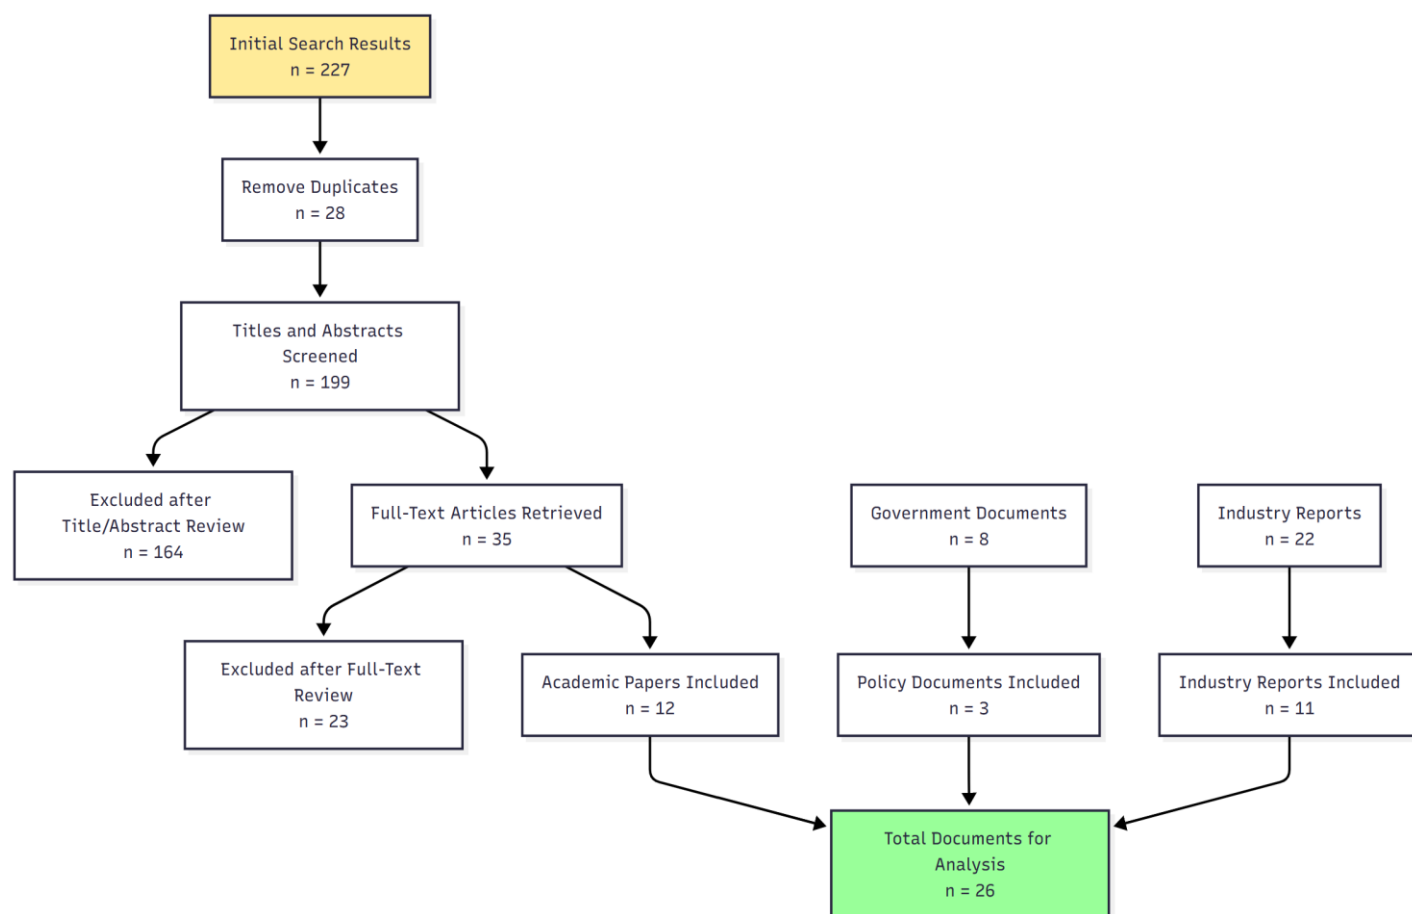 Initial Search Results
n = 227
Remove Duplicates
n = 28
Titles and Abstracts
Screened
n = 199
Excluded after
Title/Abstract Review
n = 164
Full-Text Articles Retrieved
n = 35
Government Documents
n = 8
Industry Reports
n = 22
Excluded after Full-Text
Review
n = 23
Academic Papers Included
n = 12
Policy Documents Included
n = 3
Industry Reports Included
n = 11
Total Documents for
Analysis
n = 26